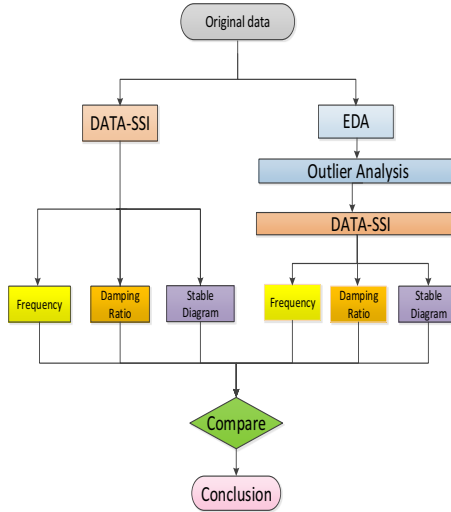 Original data
DATA-SSI
EDA
Outlier Analysis
DATA-SSI
Frequency
Damping
Ratio
Stable
Diagram
Frequency
Damping
Ratio
Stable
Diagram
Compare
Conclusion